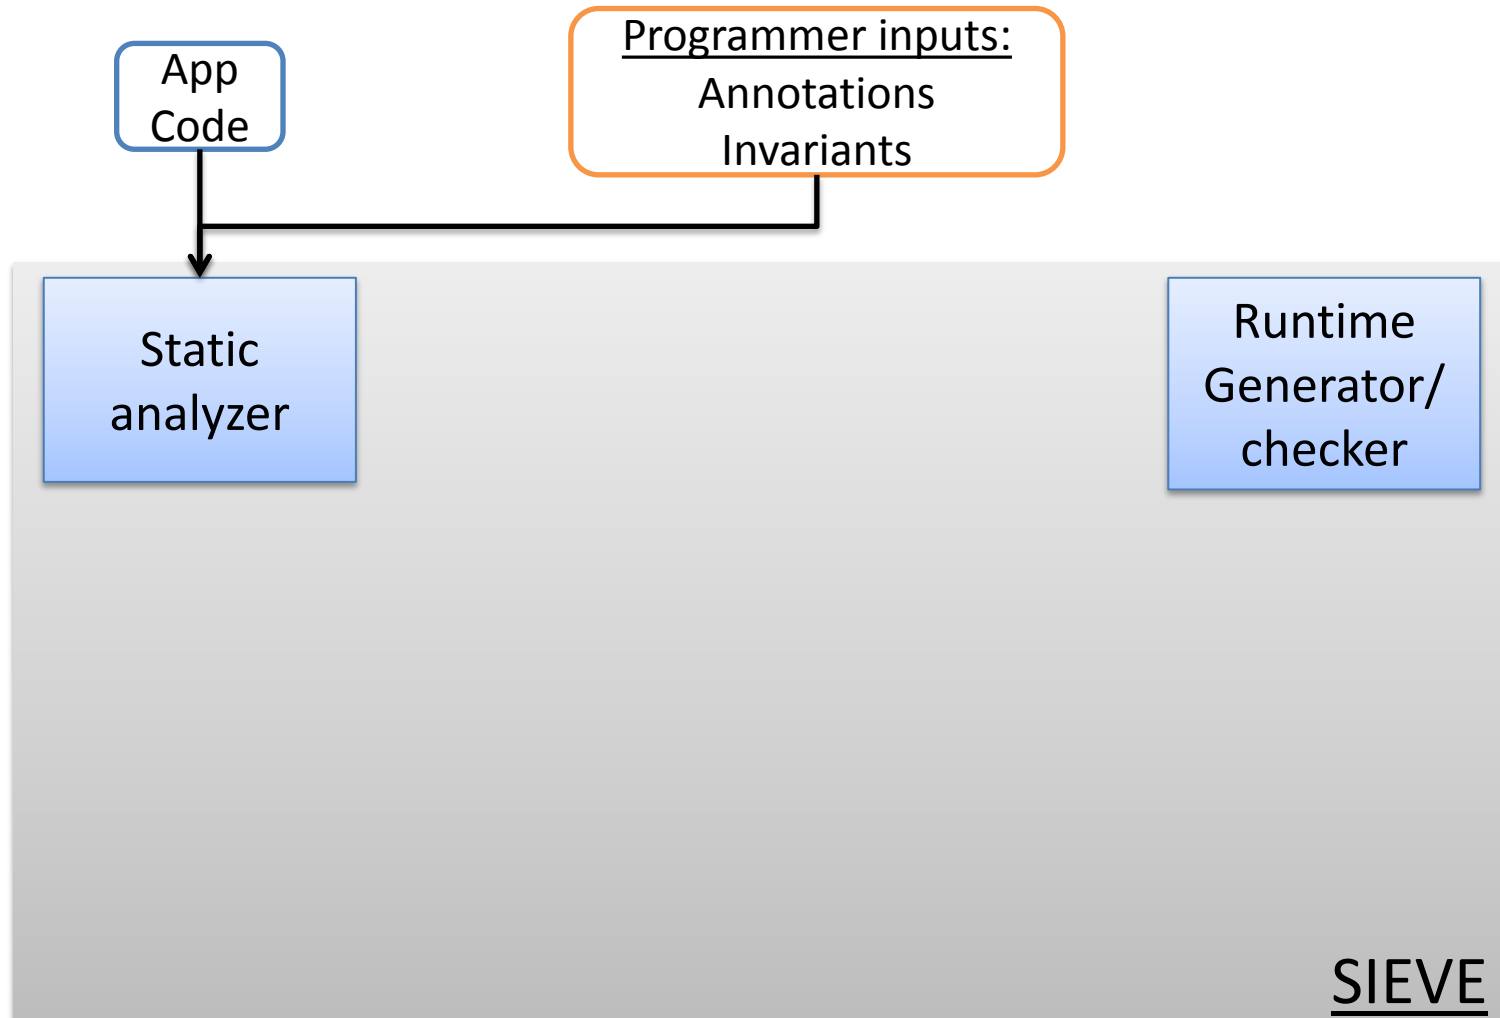 App
Code
Programmer inputs:
Annotations
Invariants
Static
analyzer
Runtime
Generator/
checker
SIEVE